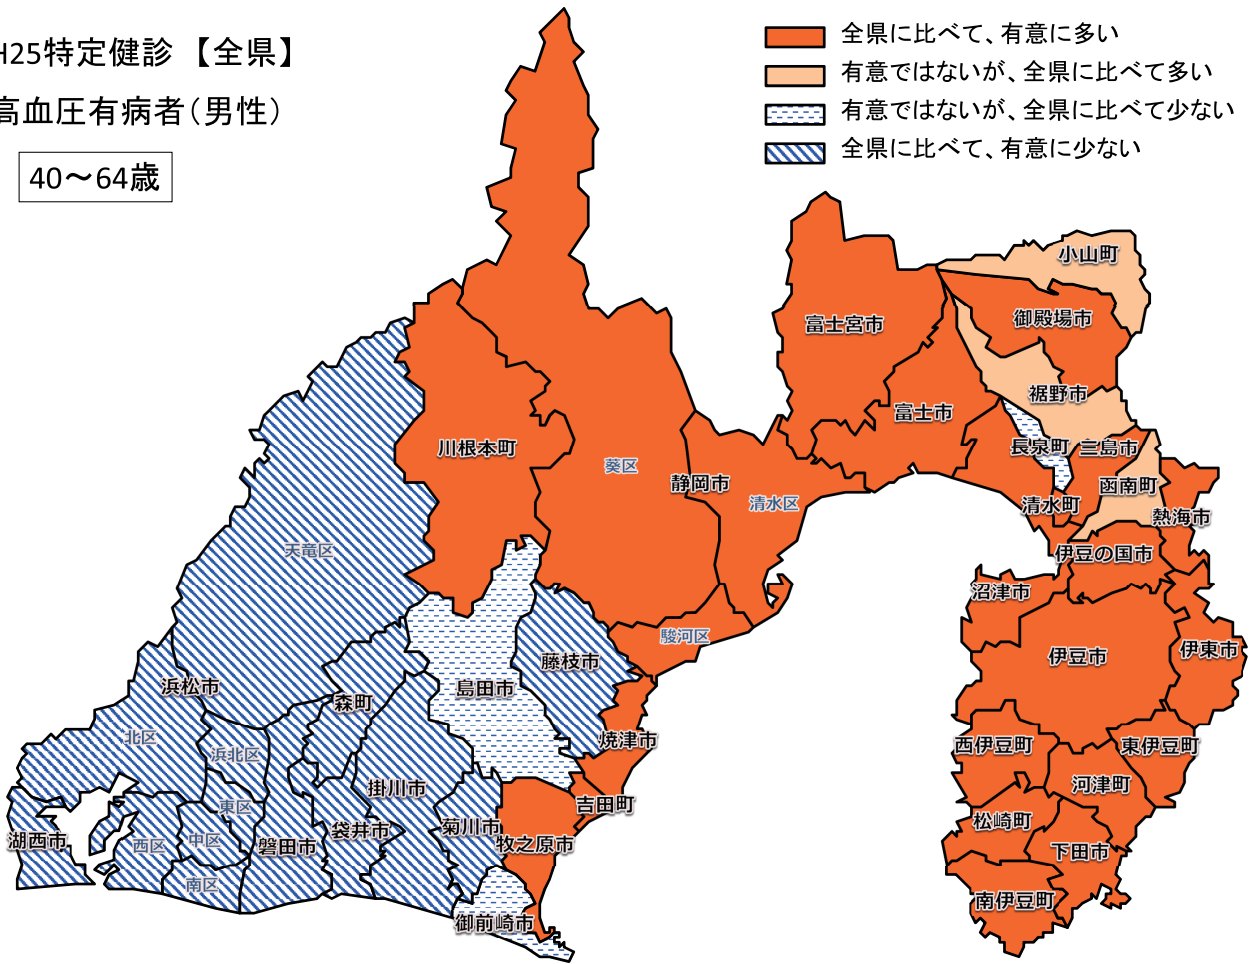 H25特定健診 【全県】
高血圧有病者(男性)
40～64歳
全県に比べて、有意に多い
有意ではないが、全県に比べて多い
有意ではないが、全県に比べて少ない
全県に比べて、有意に少ない
小山町
御殿場市
富士宮市
裾野市
富士市
川根本町
長泉町
三島市
葵区
静岡市
函南町
清水区
清水町
熱海市
天竜区
伊豆の国市
沼津市
駿河区
伊東市
伊豆市
藤枝市
浜松市
島田市
森町
北区
焼津市
西伊豆町
東伊豆町
浜北区
掛川市
河津町
東区
吉田町
松崎町
湖西市
西区
中区
磐田市
袋井市
菊川市
牧之原市
下田市
南区
南伊豆町
御前崎市